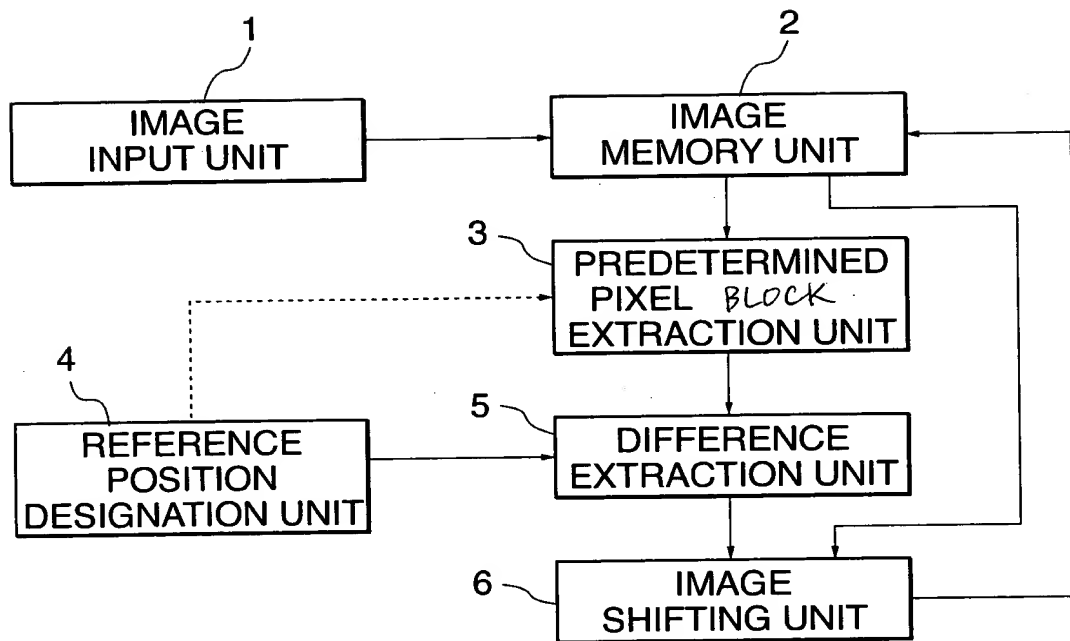 1
IMAGE
INPUT UNIT
2
IMAGE
MEMORY UNIT
3
PREDETERMINED
PIXEL BLOCK
EXTRACTION UNIT
4
REFERENCE
POSITION
DESIGNATION UNIT
5
DIFFERENCE
EXTRACTION UNIT
6
IMAGE
SHIFTING UNIT